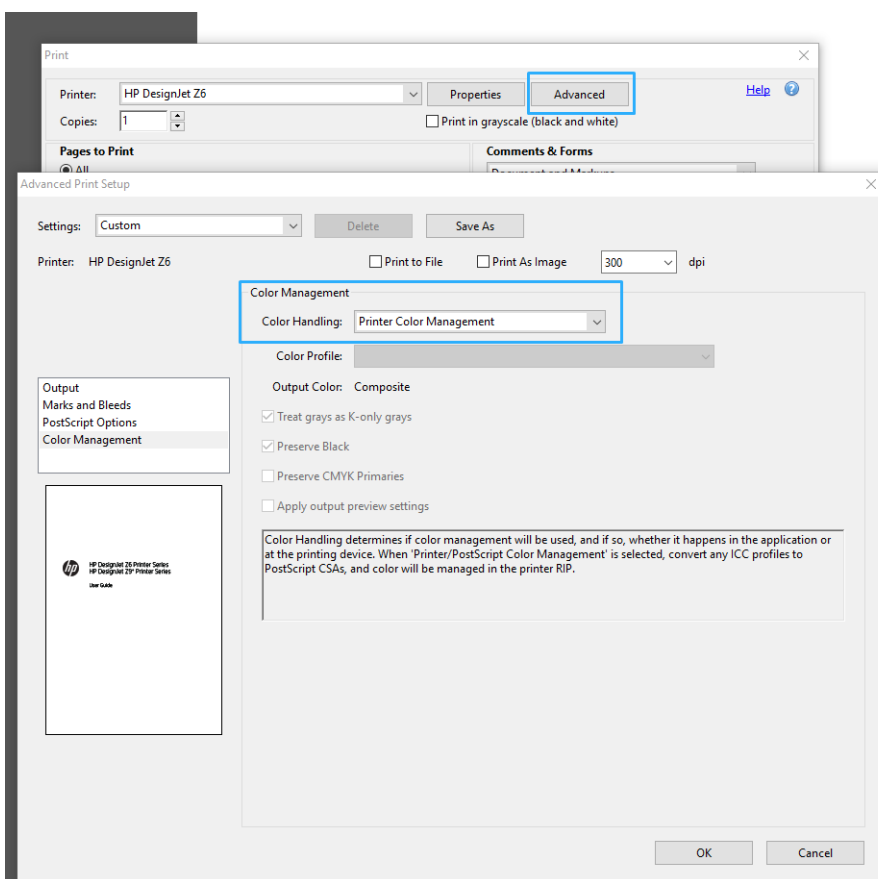 Print
Printer: HP DesignJet Z6 Properties Advanced Help ?
Copies: 1 Print in grayscale (black and white)
Pages to Print Comments & Forms
All Document and Markups
Advanced Print Setup
Settings: Custom Delete Save As
Printer: HP DesignJet Z6 Print to File Print As Image 300 dpi
Color Management
Color Handling: Printer Color Management
Color Profile:
Output Color: Composite
Treat grays as K-only grays
Preserve Black
Preserve CMYK Primaries
Apply output preview settings
Color Handling determines if color management will be used, and if so, whether it happens in the application or
at the printing device. When 'Printer/PostScript Color Management' is selected, convert any ICC profiles to
PostScript CSAs, and color will be managed in the printer RIP.
Output
Marks and Bleeds
PostScript Options
Color Management
hp
HP DesignJet Z6 Printer Series
HP DesignJet Z9+ Printer Series
User Guide
OK Cancel